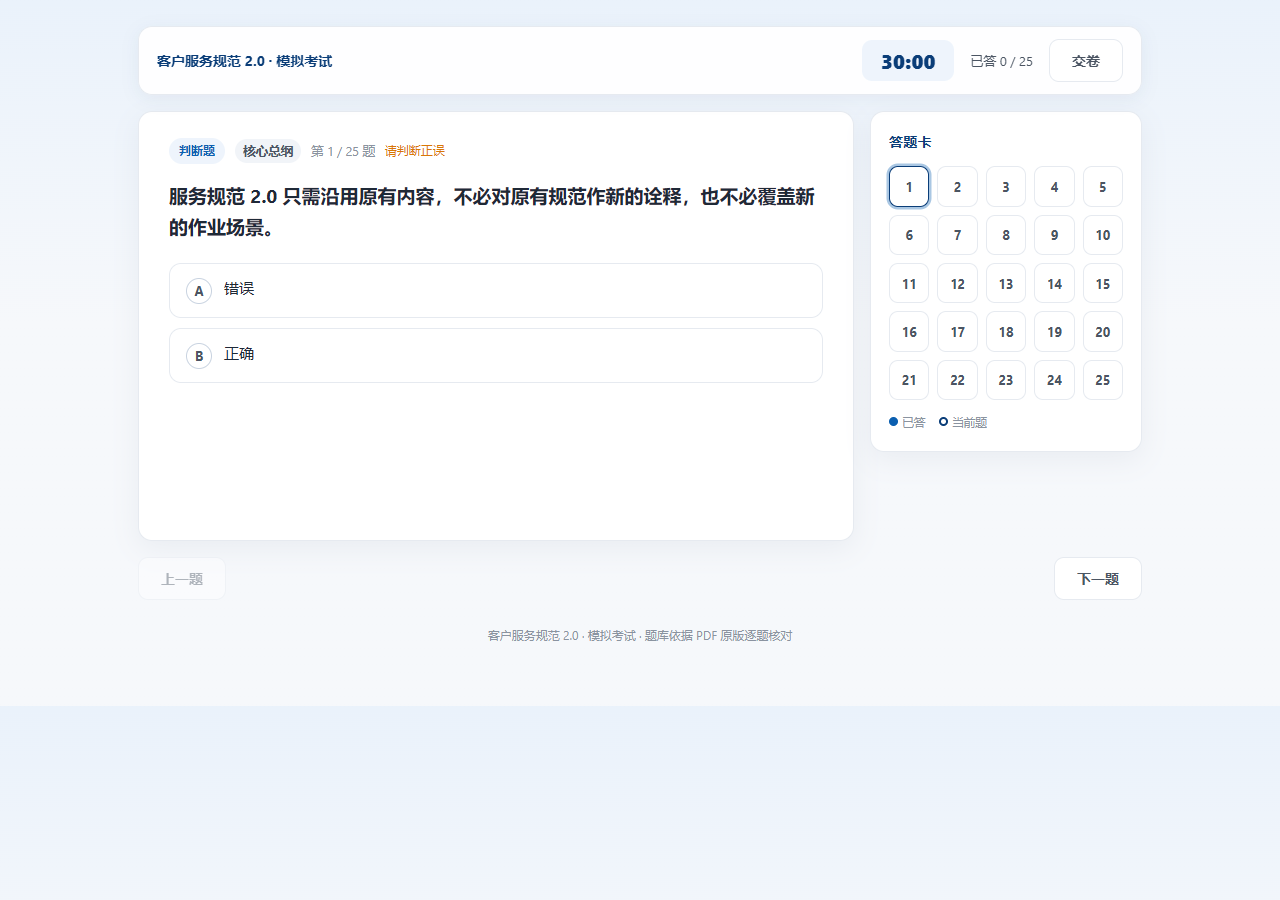 客户服务规范 2.0 · 模拟考试
30:00
已答 0 / 25
交卷
判断题 核心总纲 第 1 / 25 题 请判断正误
服务规范 2.0 只需沿用原有内容，不必对原有规范作新的诠释，也不必覆盖新
的作业场景。
A 错误
B 正确
答题卡
1 2 3 4 5
6 7 8 9 10
11 12 13 14 15
16 17 18 19 20
21 22 23 24 25
已答 当前题
上一题
下一题
客户服务规范 2.0 · 模拟考试 · 题库依据 PDF 原版逐题核对